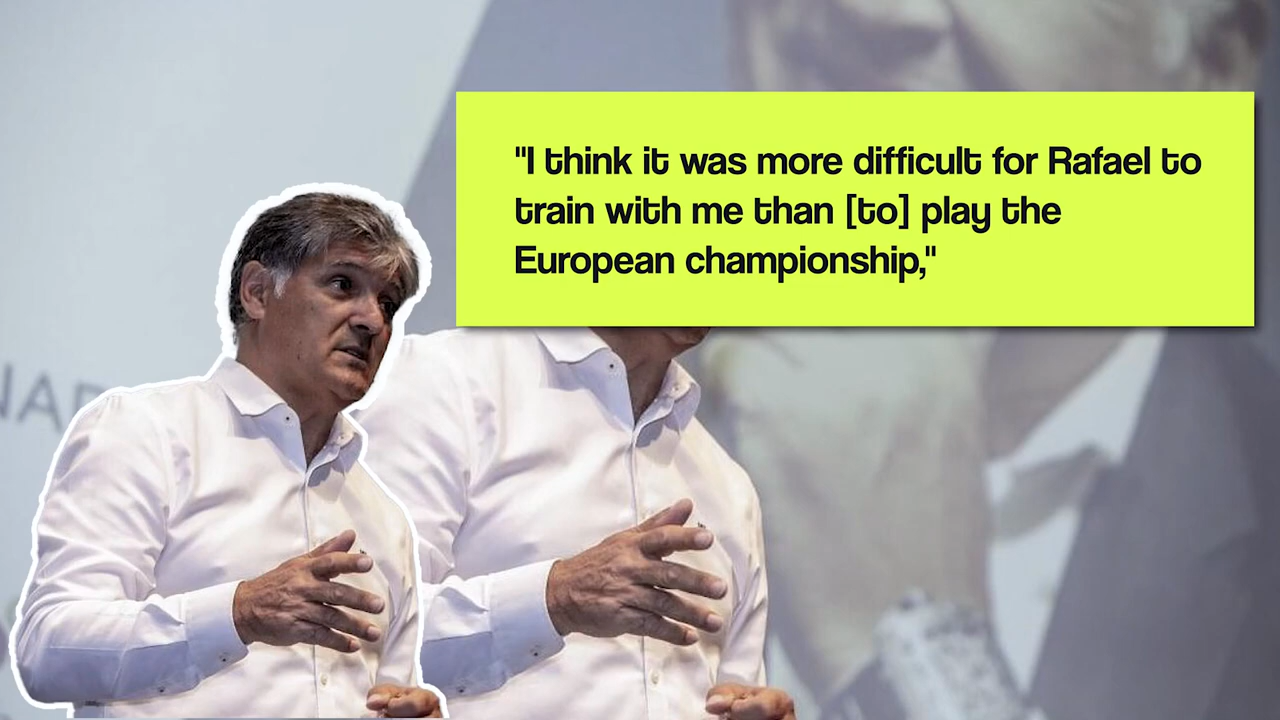 "I think it was more difficult for Rafael to
train with me than [to] play the
European championship,"